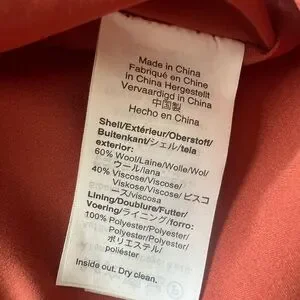 Made in China
Fabriqué en Chine
in China Hergestellt
Vervaardigd in China
中国製
Hecho en China
Shell/Extérieur/Oberstoff/
Buitenkant/シェル/tela
exterior:
60% Wool/Laine/Wolle/Wol/
ウール/lana
40% Viscose/Viscose/
Viskose/Viscose/ビスコ
ース/viscosa
Lining/Doublure/Futter/
Voering/ライニング/forro:
100% Polyester/Polyester/
Polyester/Polyester/
ポリエステル/
poliéster
Inside out. Dry clean.